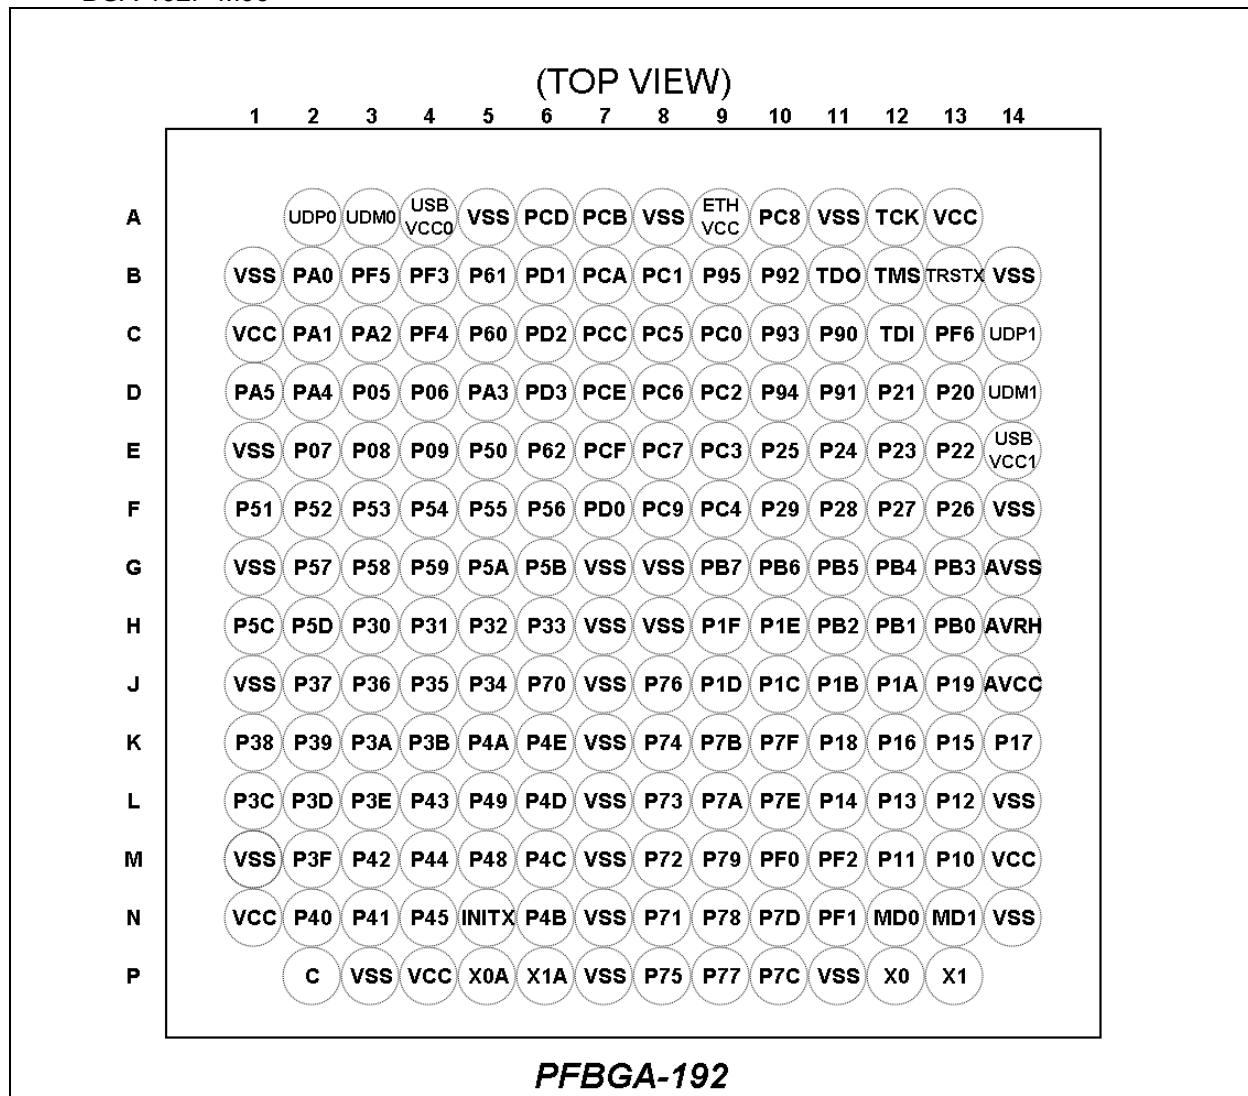 (TOP VIEW)
1 2 3 4 5 6 7 8 9 10 11 12 13 14
A UDP0 UDM0 USB VCC0 VSS PCD PCB VSS ETH VCC PC8 VSS TCK VCC
B VSS PA0 PF5 PF3 P61 PD1 PCA PC1 P95 P92 TDO TMS TRSTX VSS
C VCC PA1 PA2 PF4 P60 PD2 PCC PC5 PC0 P93 P90 TDI PF6 UDP1
D PA5 PA4 P05 P06 PA3 PD3 PCE PC6 PC2 P94 P91 P21 P20 UDM1
E VSS P07 P08 P09 P50 P62 PCF PC7 PC3 P25 P24 P23 P22 USB VCC1
F P51 P52 P53 P54 P55 P56 PD0 PC9 PC4 P29 P28 P27 P26 VSS
G VSS P57 P58 P59 P5A P5B VSS VSS PB7 PB6 PB5 PB4 PB3 AVSS
H P5C P5D P30 P31 P32 P33 VSS VSS P1F P1E PB2 PB1 PB0 AVRH
J VSS P37 P36 P35 P34 P70 VSS P76 P1D P1C P1B P1A P19 AVCC
K P38 P39 P3A P3B P4A P4E VSS P74 P7B P7F P18 P16 P15 P17
L P3C P3D P3E P43 P49 P4D VSS P73 P7A P7E P14 P13 P12 VSS
M VSS P3F P42 P44 P48 P4C VSS P72 P79 PF0 PF2 P11 P10 VCC
N VCC P40 P41 P45 INITX P4B VSS P71 P78 P7D PF1 MD0 MD1 VSS
P C VSS VCC X0A X1A VSS P75 P77 P7C VSS X0 X1
PFBGA-192